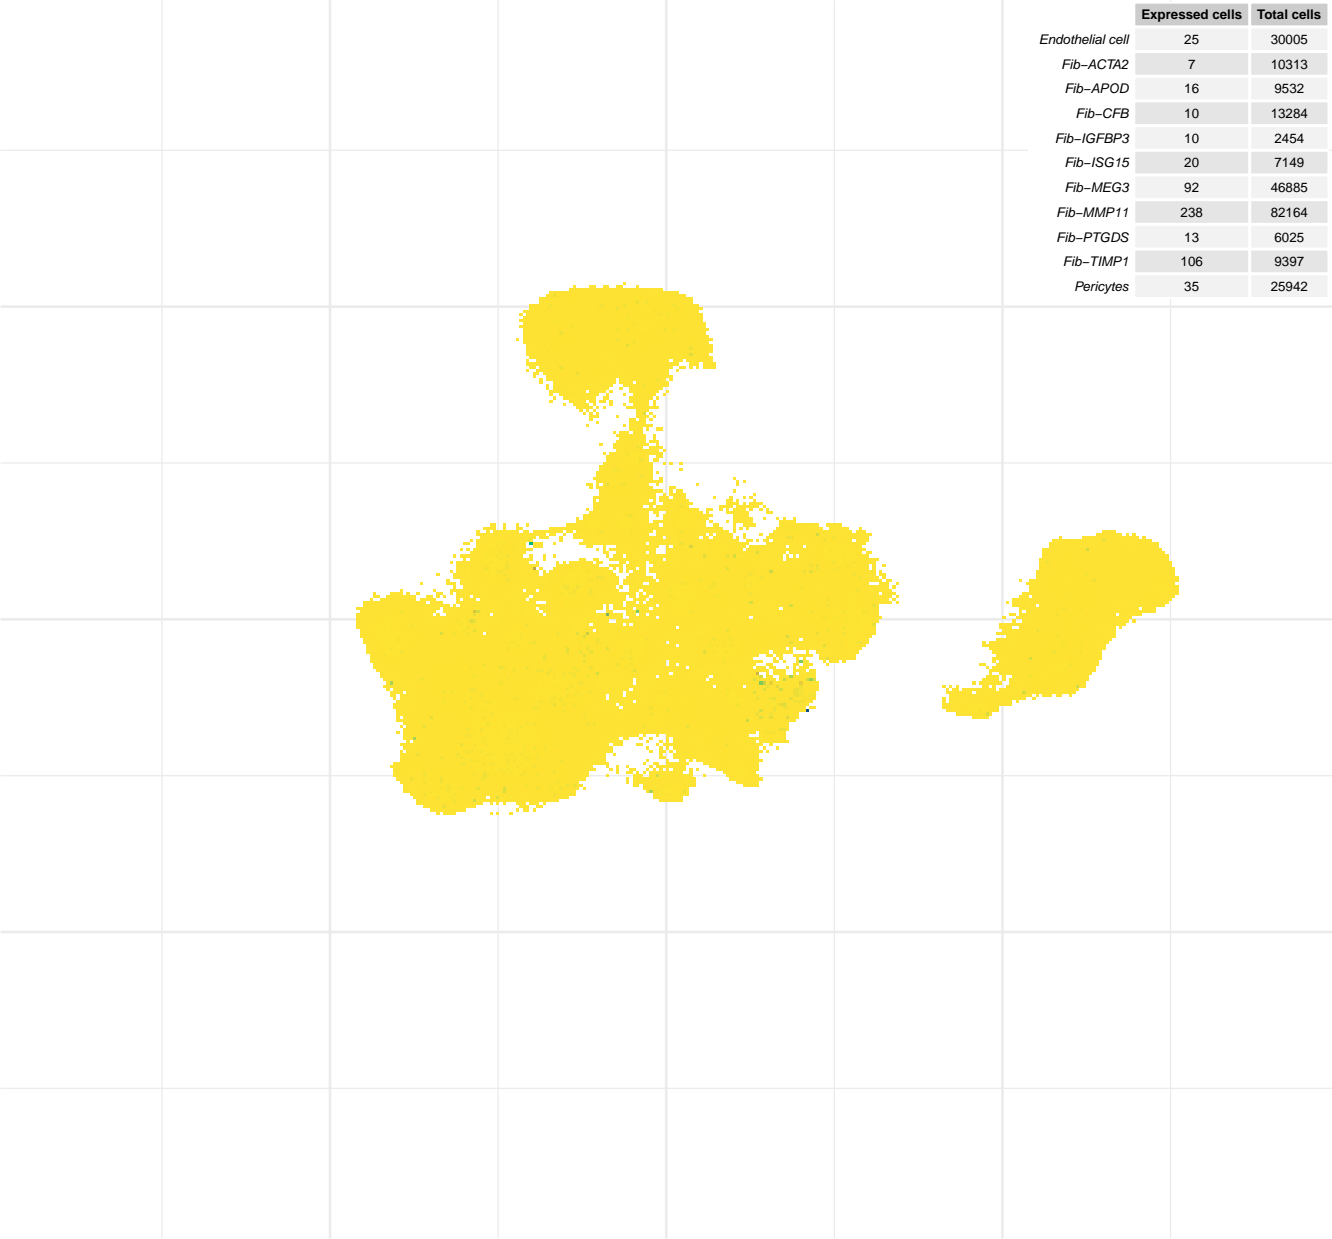 Expressed cells Total cells
Endothelial cell 25 30005
Fib−ACTA2 7 10313
Fib−APOD 16 9532
Fib−CFB 10 13284
Fib−IGFBP3 10 2454
Fib−ISG15 20 7149
Fib−MEG3 92 46885
Fib−MMP11 238 82164
Fib−PTGDS 13 6025
Fib−TIMP1 106 9397
Pericytes 35 25942